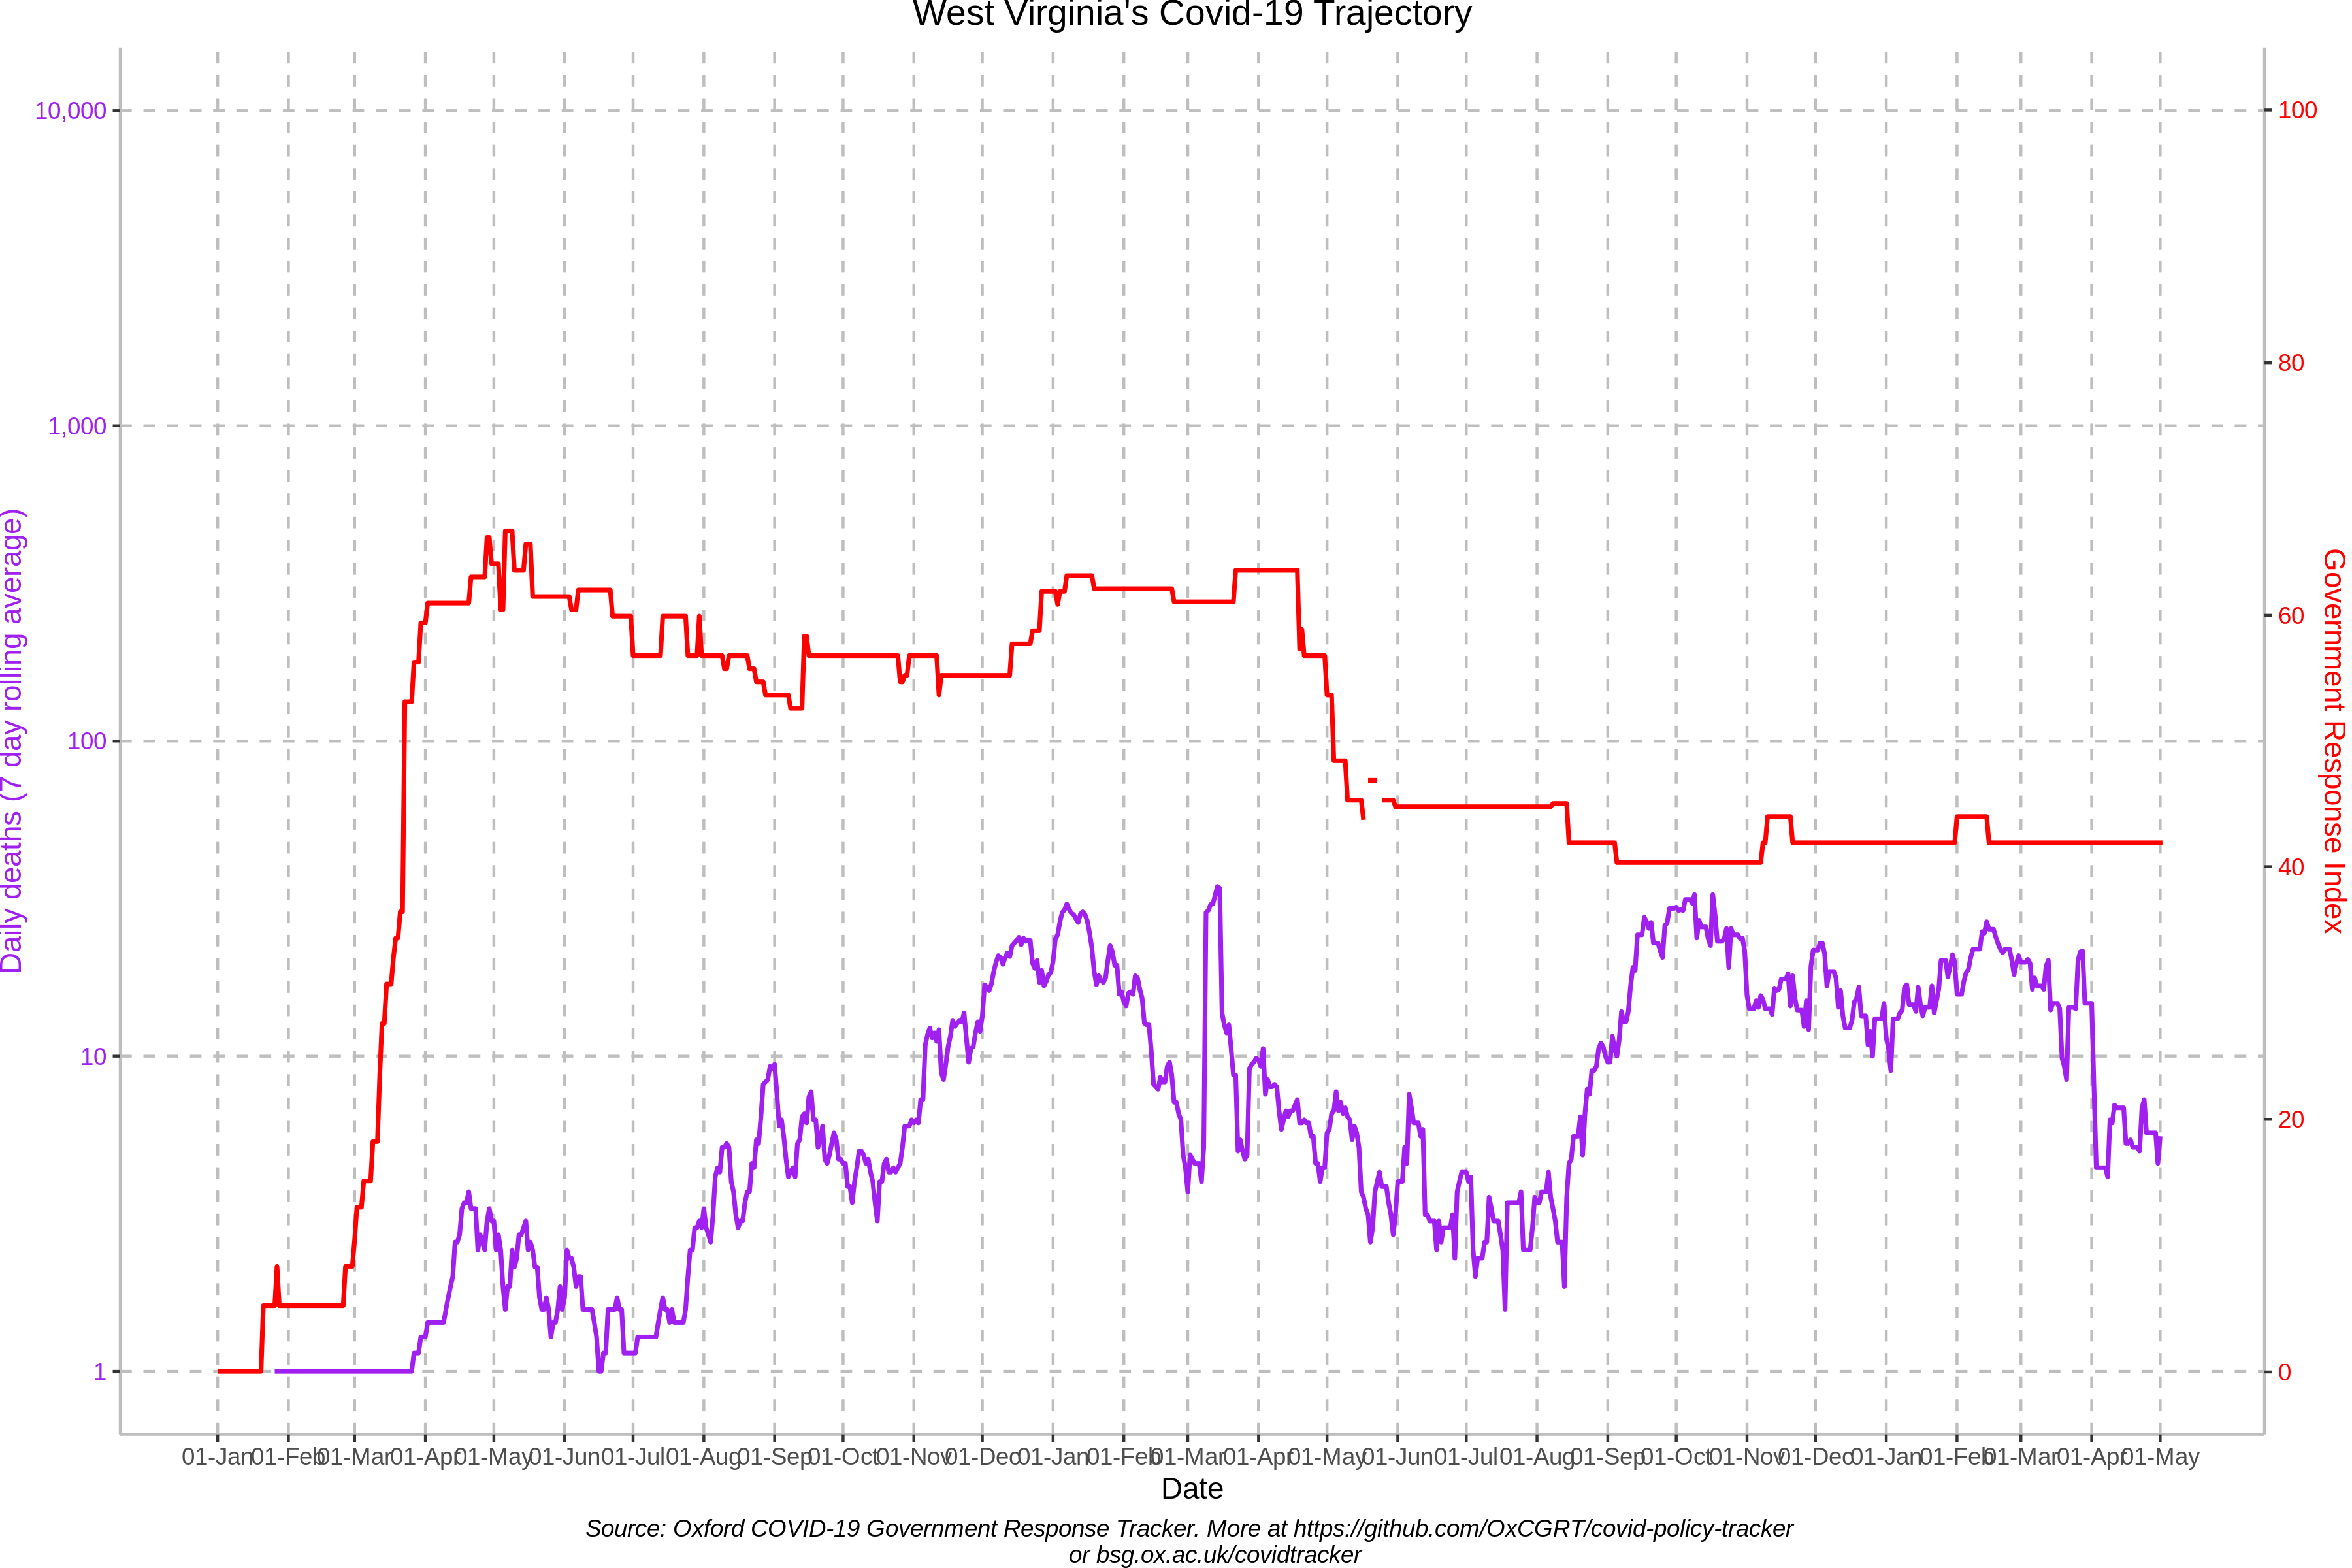 West Virginia's Covid-19 Trajectory
10,000
1,000
100
10
1
Daily deaths (7 day rolling average)
100
80
60
40
20
0
Government Response Index
01-Jan 01-Feb 01-Mar 01-Apr 01-May 01-Jun 01-Jul 01-Aug 01-Sep 01-Oct 01-Nov 01-Dec 01-Jan 01-Feb 01-Mar 01-Apr 01-May 01-Jun 01-Jul 01-Aug 01-Sep 01-Oct 01-Nov 01-Dec 01-Jan 01-Feb 01-Mar 01-Apr 01-May
Date
Source: Oxford COVID-19 Government Response Tracker. More at https://github.com/OxCGRT/covid-policy-tracker
or bsg.ox.ac.uk/covidtracker